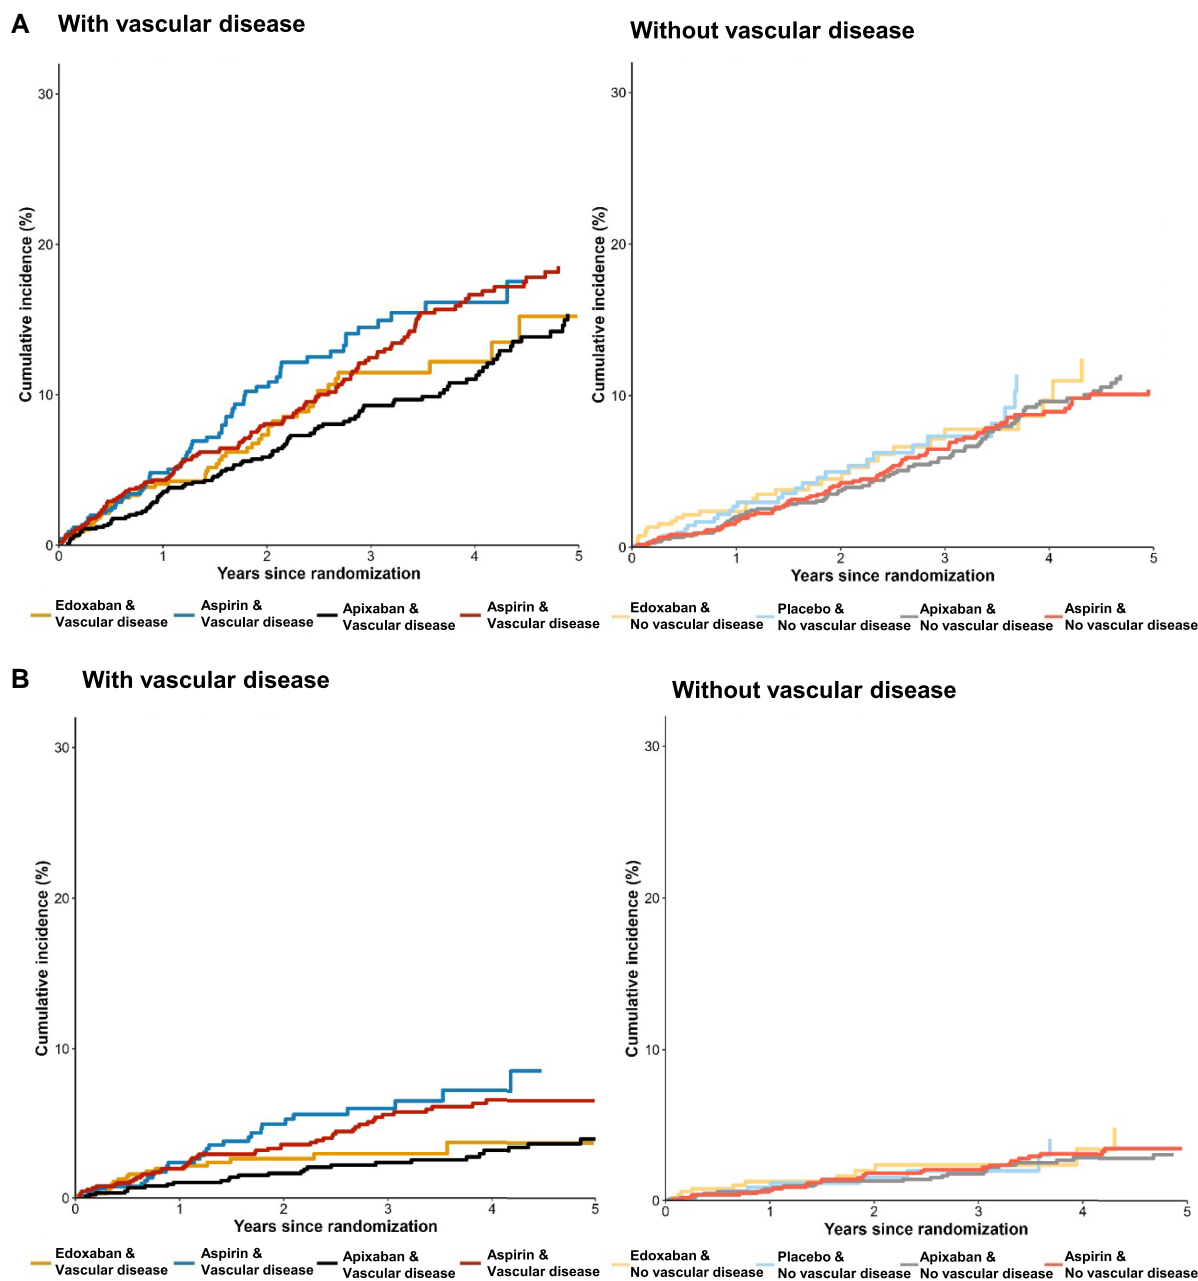 A With vascular disease
Without vascular disease
30
20
10
0
Cumulative incidence (%)
0 1 2 3 4 5
Years since randomization
30
20
10
0
Cumulative incidence (%)
0 1 2 3 4 5
Years since randomization
Edoxaban &
Vascular disease
Aspirin &
Vascular disease
Apixaban &
Vascular disease
Aspirin &
Vascular disease
Edoxaban &
No vascular disease
Placebo &
No vascular disease
Apixaban &
No vascular disease
Aspirin &
No vascular disease
B With vascular disease
Without vascular disease
30
20
10
0
Cumulative incidence (%)
0 1 2 3 4 5
Years since randomization
30
20
10
0
Cumulative incidence (%)
0 1 2 3 4 5
Years since randomization
Edoxaban &
Vascular disease
Aspirin &
Vascular disease
Apixaban &
Vascular disease
Aspirin &
Vascular disease
Edoxaban &
No vascular disease
Placebo &
No vascular disease
Apixaban &
No vascular disease
Aspirin &
No vascular disease